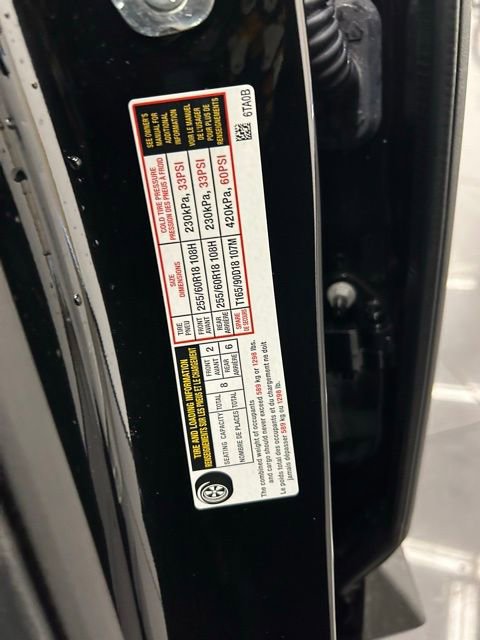 TIRE AND LOADING INFORMATION
RENSEIGNEMENTS SUR LES PNEUS ET LE CHARGEMENT
SEATING CAPACITY TOTAL 8 FRONT AVANT 2 REAR ARRIÈRE 6
NOMBRE DE PLACES TOTAL
The combined weight of occupants
and cargo should never exceed 589 kg or 1298 lbs.
Le poids total des occupants et du chargement ne doit
jamais dépasser 589 kg ou 1298 lb.
TIRE PNEU
SIZE DIMENSIONS
COLD TIRE PRESSURE
PRESSION DES PNEUS À FROID
FRONT AVANT 255/60R18 108H 230kPa, 33PSI
REAR ARRIÈRE 255/60R18 108H 230kPa, 33PSI
SPARE DE SECOURS T165/90D18 107M 420kPa, 60PSI
SEE OWNER'S
MANUAL FOR
ADDITIONAL
INFORMATION
VOIR LE MANUEL
DE L'USAGER
POUR PLUS DE
RENSEIGNEMENTS
6TA0B